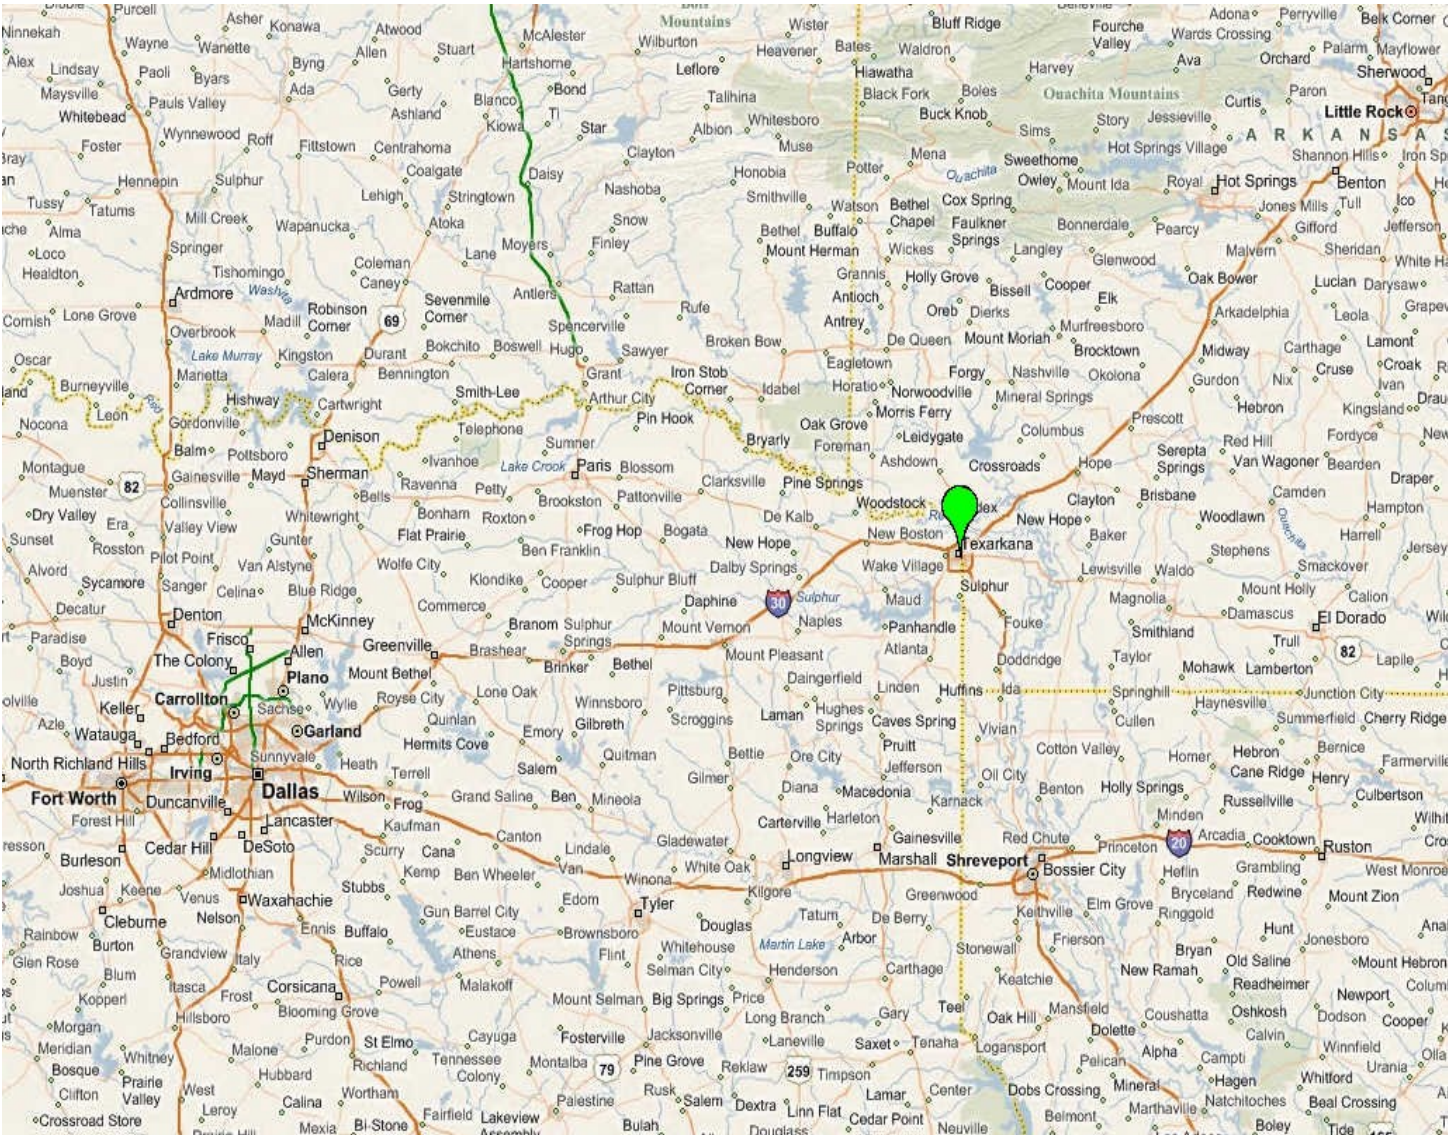 Purcell
Asher
Konawa
Atwood
McAlester
Mountains
Wister
Bluff Ridge
Fourche Valley
Adona
Perryville
Belk Corner
Ninnekah
Wayne
Wanette
Allen
Stuart
Wilburton
Heavener
Bates
Waldron
Wards Crossing
Palarm
Mayflower
Alex
Lindsay
Paoli
Byars
Byng
Hartshorne
Leflore
Hiawatha
Harvey
Ava
Orchard
Sherwood
Maysville
Pauls Valley
Ada
Gerty
Bond
Talihina
Black Fork
Boles
Ouachita Mountains
Curtis
Paron
Whitebead
Ashland
Blanco
Ti
Kiowa
Star
Albion
Whitesboro
Buck Knob
Sims
Story
Jessieville
Little Rock
ARKANSAS
Foster
Wynnewood
Roff
Fittstown
Centrahoma
Clayton
Muse
Mena
Sweethome
Hot Springs Village
Shannon Hills
Hennepin
Sulphur
Coalgate
Daisy
Honobia
Potter
Ouachita
Owley
Mount Ida
Royal
Hot Springs
Benton
Tussy
Tatums
Lehigh
Stringtown
Nashoba
Smithville
Watson
Bethel Chapel
Cox Spring
Jones Mills
Tull
Ico
Alma
Mill Creek
Wapanucka
Atoka
Snow
Bethel
Buffalo
Faulkner Springs
Bonnerdale
Pearcy
Gifford
Jefferson
Loco
Springer
Lane
Moyers
Finley
Mount Herman
Wickes
Langley
Glenwood
Malvern
Sheridan
Healdton
Tishomingo
Coleman
Caney
Grannis
Holly Grove
Bissell
Cooper
Oak Bower
Lucian
Darysaw
Ardmore
Washita
Robinson Corner
Sevenmile Corner
Antlers
Rattan
Antioch
Oreb
Dierks
Elk
Cornish
Lone Grove
Madill
69
Rufe
Antrey
Murfreesboro
Arkadelphia
Leola
Overbrook
Spencerville
Broken Bow
De Queen
Mount Moriah
Brocktown
Midway
Carthage
Lamont
Oscar
Lake Murray
Kingston
Durant
Bokchito
Boswell
Hugo
Sawyer
Eagletown
Forgy
Nashville
Okolona
Gurdon
Nix
Cruse
Croak
Burneyville
Marietta
Calera
Bennington
Grant
Iron Stob Corner
Idabel
Horatio
Norwoodville
Mineral Springs
Ivan
Leon
Red
Highway
Cartwright
Smith-Lee
Arthur City
Pin Hook
Morris Ferry
Prescott
Hebron
Kingsland
Nocona
Gordonville
Denison
Telephone
Sumner
Bryarly
Oak Grove
Foreman
Leidygate
Columbus
Red Hill
Fordyce
Montague
Balm
Pottsboro
Ivanhoe
Lake Crook
Paris
Blossom
Ashdown
Crossroads
Hope
Serepta Springs
Van Wagoner
Bearden
Muenster
82
Gainesville
Mayd
Sherman
Ravenna
Petty
Clarksville
Pine Springs
Draper
Collinsville
Bells
Brookston
Pattonville
Woodstock
Clayton
Brisbane
Camden
Hampton
Dry Valley
Era
Valley View
Whitewright
Bonham
Roxton
Frog Hop
Bogata
De Kalb
New Hope
Woodlawn
Ouachita
Sunset
Rosston
Pilot Point
Gunter
Flat Prairie
Ben Franklin
New Hope
New Boston
Texarkana
Baker
Stephens
Harrell
Jersey
Alvord
Sycamore
Sanger
Van Alstyne
Wolfe City
Klondike
Cooper
Sulphur Bluff
Dalby Springs
Wake Village
Lewisville
Waldo
Smackover
Decatur
Celina
Blue Ridge
Commerce
Daphine
30
Sulphur
Maud
Sulphur
Magnolia
Mount Holly
Calion
Paradise
Denton
McKinney
Branom
Sulphur Springs
Mount Vernon
Naples
Panhandle
Fouke
Damascus
El Dorado
Boyd
Frisco
Allen
Greenville
Brashear
Brinker
Bethel
Mount Pleasant
Atlanta
Doddridge
Smithland
Trull
82
Justin
The Colony
Plano
Mount Bethel
Daingerfield
Taylor
Mohawk
Lamberton
Lapile
Carrollton
Sachse
Wylie
Royse City
Lone Oak
Winnsboro
Pittsburg
Linden
Huffins
Ida
Springhill
Junction City
Keller
Azle
Watauga
Bedford
Garland
Quinlan
Hermits Cove
Gilbreth
Emory
Scroggins
Laman
Hughes Springs
Caves Spring
Vivian
Cullen
Haynesville
Summerfield
Cherry Ridge
North Richland Hills
Irving
Sunnyvale
Heath
Terrell
Salem
Quitman
Bettie
Ore City
Pruitt
Jefferson
Cotton Valley
Homer
Hebron
Bernice
Farmerville
Fort Worth
Duncanville
Dallas
Wilson
Frog
Grand Saline
Ben
Mineola
Gilmer
Diana
Macedonia
Oil City
Benton
Holly Springs
Cane Ridge
Henry
Culbertson
Forest Hill
Lancaster
Kaufman
Canton
Gladewater
Carterville
Harleton
Karnack
Minden
Russellville
Burleson
Cedar Hill
DeSoto
Scurry
Cana
Lindale
White Oak
Longview
Gainesville
Marshall
Red Chute
Princeton
20
Arcadia
Cooktown
Ruston
Shreveport
Bossier City
Midlothian
Kemp
Ben Wheeler
Van
Winona
Kilgore
Greenwood
Heflin
Grambling
West Monroe
Joshua
Keene
Venus
Waxahachie
Stubbs
Edom
Tyler
Elm Grove
Bryceland
Redwine
Mount Zion
Cleburne
Nelson
Gun Barrel City
Douglas
Tatum
De Berry
Keithville
Ringgold
Rainbow
Burton
Ennis
Buffalo
Eustace
Brownsboro
Whitehouse
Martin Lake
Arbor
Stonewall
Frierson
Bryan
Hunt
Jonesboro
Glen Rose
Grandview
Italy
Rice
Athens
Flint
Selman City
Henderson
Carthage
Keatchie
New Ramah
Old Saline
Mount Hebron
Blum
Itasca
Frost
Corsicana
Powell
Malakoff
Mount Selman
Big Springs
Price
Readheimer
Newport
Kopperl
Hillsboro
Blooming Grove
Long Branch
Gary
Teel
Oak Hill
Mansfield
Coushatta
Oshkosh
Dodson
Cooper
Morgan
Meridian
Whitney
Malone
Purdon
St Elmo
Cayuga
Fosterville
Jacksonville
Laneville
Saxet
Tenaha
Logansport
Dolette
Alpha
Calvin
Winnfield
Bosque
Hubbard
Richland
Tennessee Colony
Montalba
79
Pine Grove
Reklaw
259
Timpson
Pelican
Campti
Urania
Clifton
Prairie Valley
West
Wortham
Palestine
Rusk
Salem
Lamar
Center
Dobs Crossing
Mineral
Hagen
Whitford
Crossroad Store
Leroy
Calina
Mexia
Bi-Stone
Fairfield
Lakeview
Bulah
Dextra
Linn Flat
Cedar Point
Neuville
Belmont
Marthaville
Natchitoches
Boley
Beal Crossing